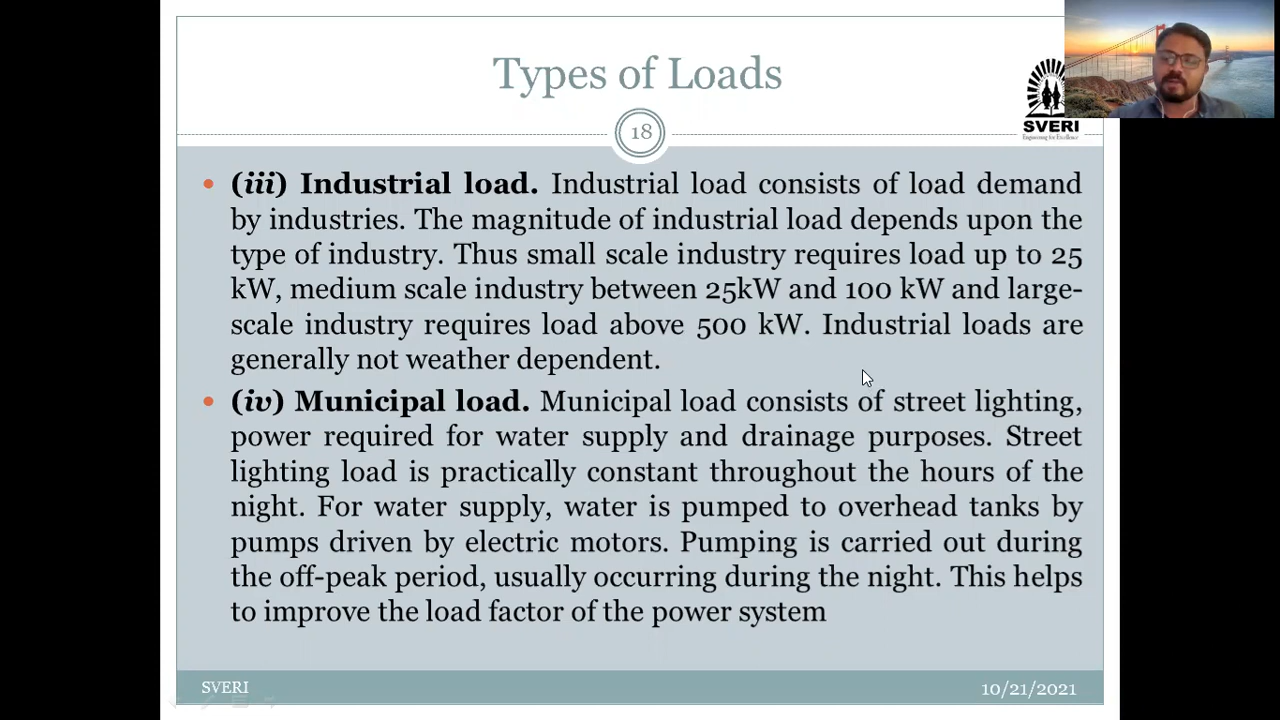 Types of Loads
18
SVERI
Engineering for Excellence
• (iii) Industrial load. Industrial load consists of load demand
by industries. The magnitude of industrial load depends upon the
type of industry. Thus small scale industry requires load up to 25
kW, medium scale industry between 25kW and 100 kW and large-
scale industry requires load above 500 kW. Industrial loads are
generally not weather dependent.
• (iv) Municipal load. Municipal load consists of street lighting,
power required for water supply and drainage purposes. Street
lighting load is practically constant throughout the hours of the
night. For water supply, water is pumped to overhead tanks by
pumps driven by electric motors. Pumping is carried out during
the off-peak period, usually occurring during the night. This helps
to improve the load factor of the power system
SVERI
10/21/2021